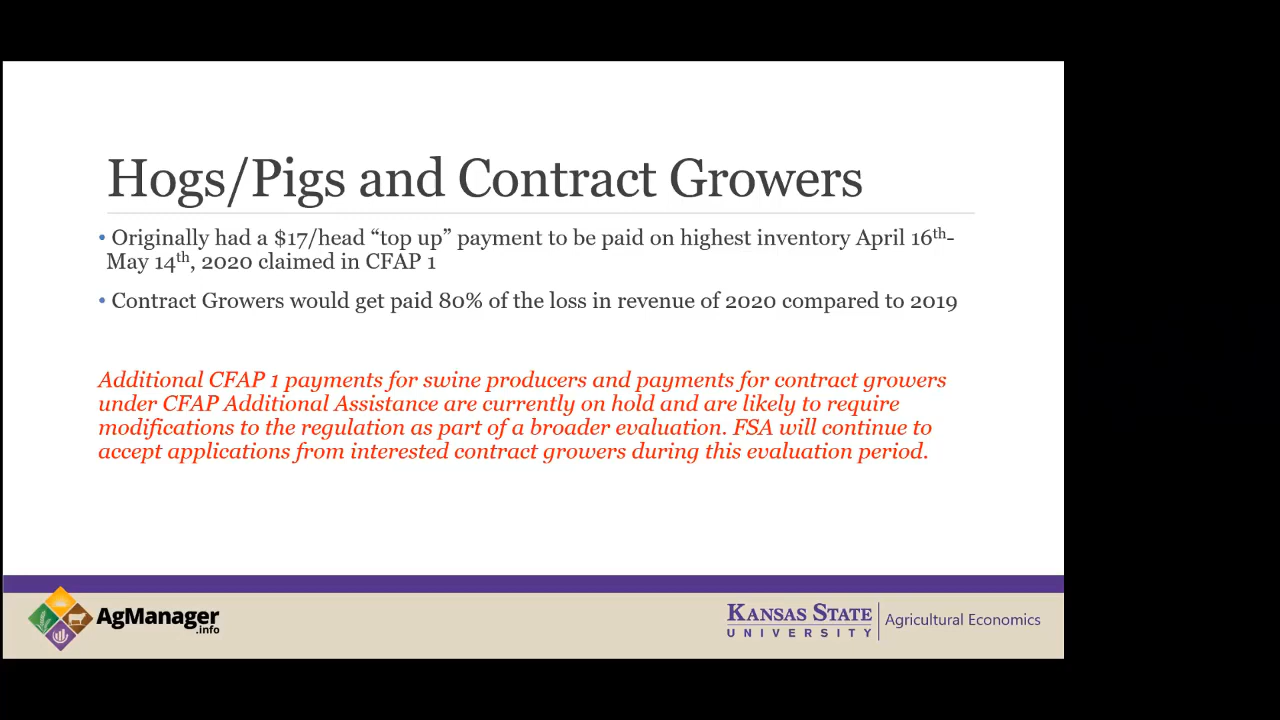 Hogs/Pigs and Contract Growers
• Originally had a $17/head “top up” payment to be paid on highest inventory April 16th-
May 14th, 2020 claimed in CFAP 1
• Contract Growers would get paid 80% of the loss in revenue of 2020 compared to 2019
Additional CFAP 1 payments for swine producers and payments for contract growers
under CFAP Additional Assistance are currently on hold and are likely to require
modifications to the regulation as part of a broader evaluation. FSA will continue to
accept applications from interested contract growers during this evaluation period.
AgManager
.info
KANSAS STATE
UNIVERSITY
Agricultural Economics